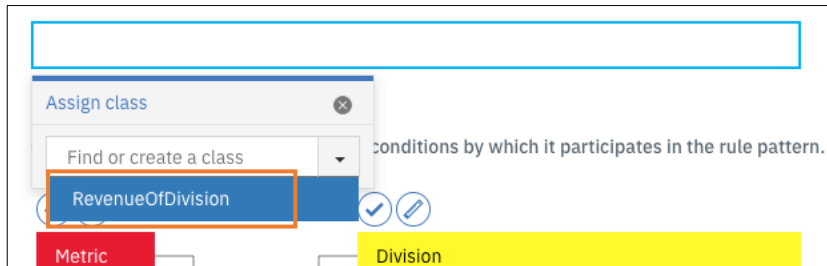 Assign class
Find or create a class
conditions by which it participates in the rule pattern.
RevenueOfDivision
Metric
Division